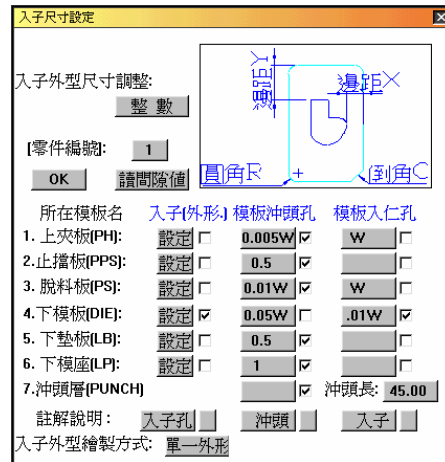 入子尺寸設定
入子外型尺寸調整:
整 數
邊距Y
邊距X
[零件編號]: 1
OK 請間隙值
圓角R 倒角C
所在模板名 入子(外形.) 模板沖頭孔 模板入仁孔
1. 上夾板(PH): 設定 0.005W W
2.止擋板(PPS) 設定 0.5
3. 脫料板(PS) 設定 0.01W W
4.下模板(DIE): 設定 0.05W .01W
5. 下墊板(LB) 設定 0.5
6. 下模座(LP) 設定 1
7.沖頭層(PUNCH) 沖頭長: 45.00
註解說明: 入子孔 沖頭 入子
入子外型繪製方式: 單一外形